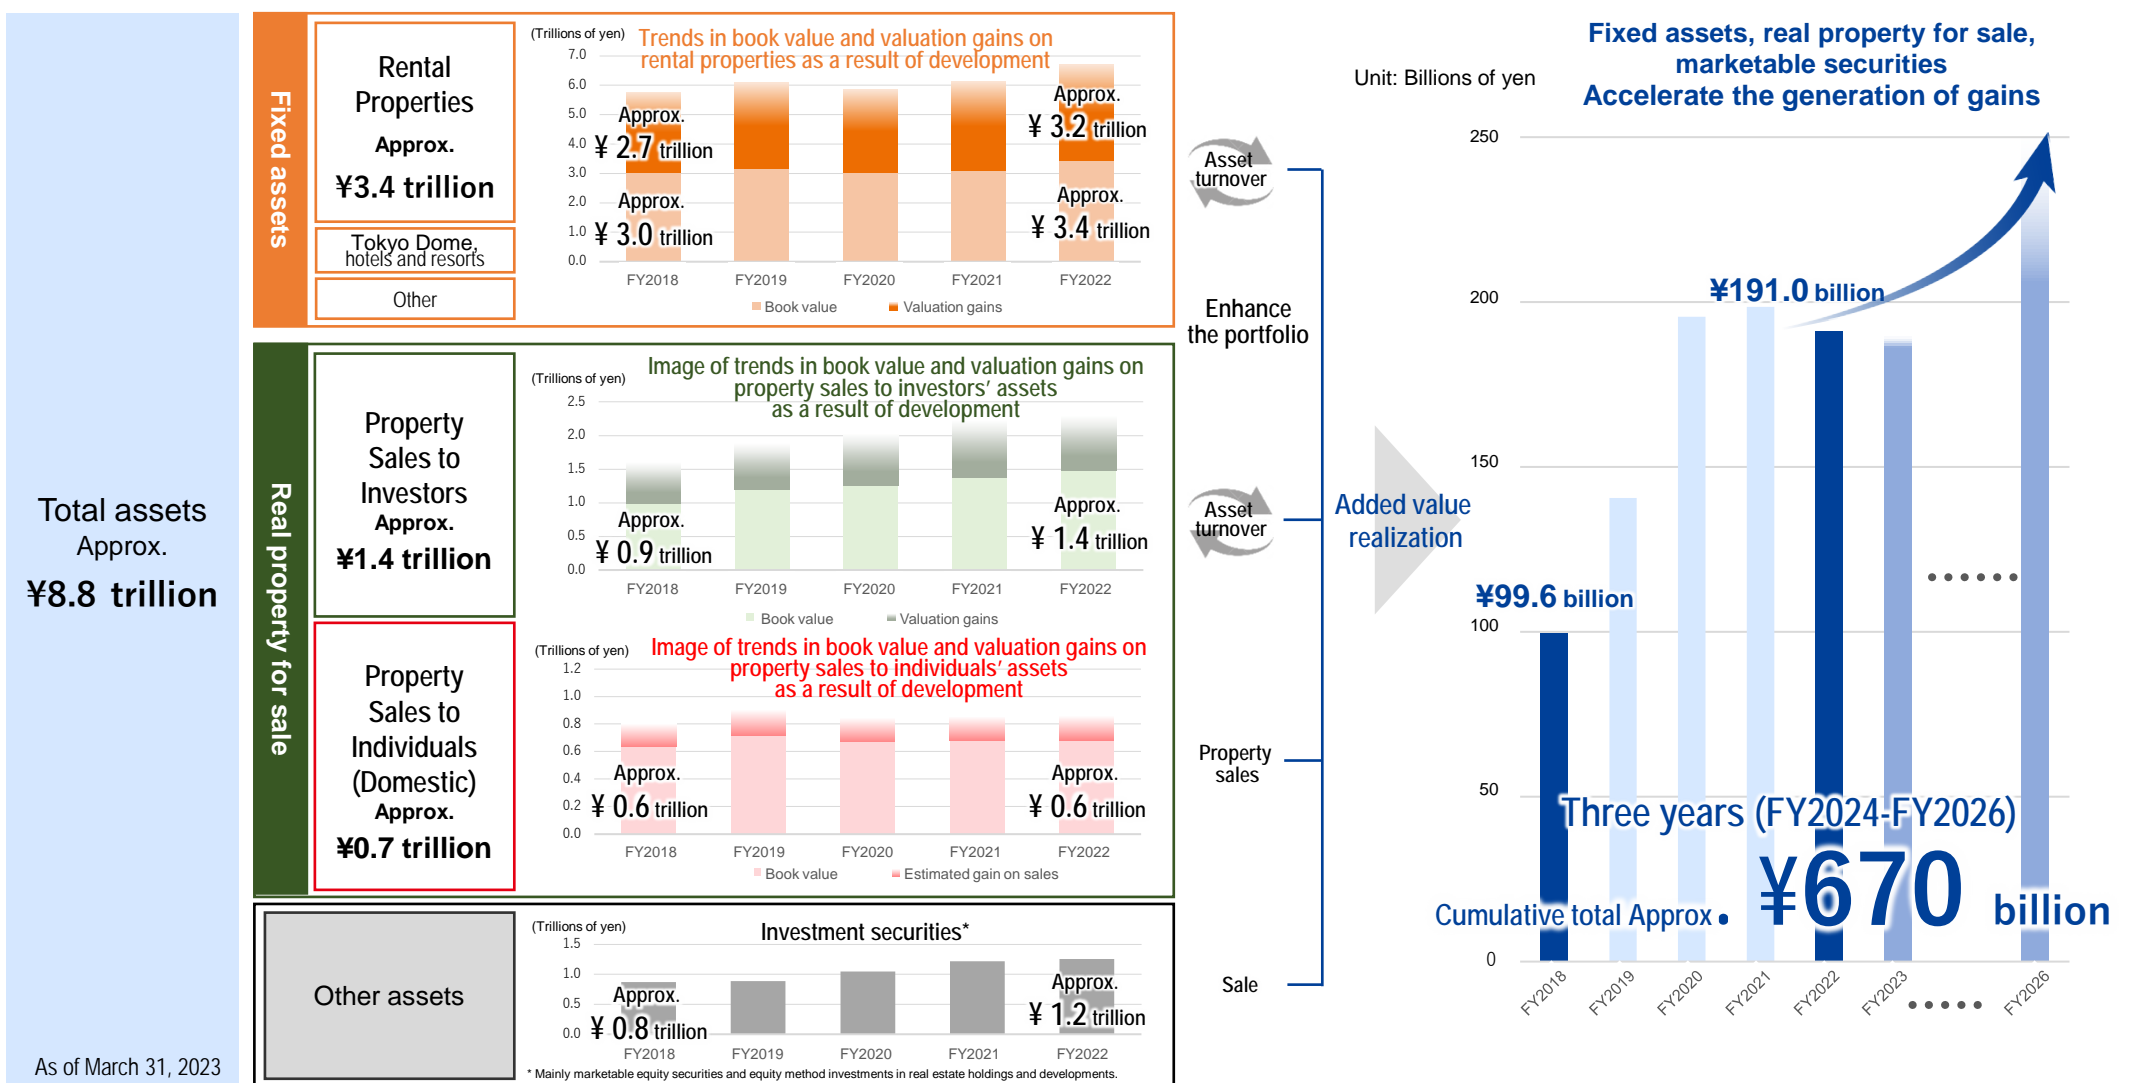 Total assets
Approx.
¥8.8 trillion
As of March 31, 2023
Fixed assets
Rental
Properties
Approx.
¥3.4 trillion
Tokyo Dome,
hotels and resorts
Other
(Trillions of yen)
Trends in book value and valuation gains on
rental properties as a result of development
7.0
6.0
5.0
4.0
3.0
2.0
1.0
0.0
Approx.
¥ 2.7 trillion
Approx.
¥ 3.0 trillion
Approx.
¥ 3.2 trillion
Approx.
¥ 3.4 trillion
FY2018
FY2019
FY2020
FY2021
FY2022
Book value
Valuation gains
Real property for sale
Property
Sales to
Investors
Approx.
¥1.4 trillion
(Trillions of yen)
Image of trends in book value and valuation gains on
property sales to investors’ assets
as a result of development
2.5
2.0
1.5
1.0
0.5
0.0
Approx.
¥ 0.9 trillion
Approx.
¥ 1.4 trillion
FY2018
FY2019
FY2020
FY2021
FY2022
Book value
Valuation gains
Property
Sales to
Individuals
(Domestic)
Approx.
¥0.7 trillion
(Trillions of yen)
Image of trends in book value and valuation gains on
property sales to individuals’ assets
as a result of development
1.2
1.0
0.8
0.6
0.4
0.2
0.0
Approx.
¥ 0.6 trillion
Approx.
¥ 0.6 trillion
FY2018
FY2019
FY2020
FY2021
FY2022
Book value
Estimated gain on sales
Other assets
(Trillions of yen)
Investment securities*
1.5
1.0
0.5
0.0
Approx.
¥ 0.8 trillion
Approx.
¥ 1.2 trillion
FY2018
FY2019
FY2020
FY2021
FY2022
* Mainly marketable equity securities and equity method investments in real estate holdings and developments.
Asset
turnover
Enhance
the portfolio
Asset
turnover
Property
sales
Sale
Added value
realization
Unit: Billions of yen
Fixed assets, real property for sale,
marketable securities
Accelerate the generation of gains
250
200
150
100
50
0
¥99.6 billion
¥191.0 billion
••••••
Three years (FY2024-FY2026)
Cumulative total Approx. ¥670 billion
FY2018
FY2019
FY2020
FY2021
FY2022
FY2023
•••••
FY2026